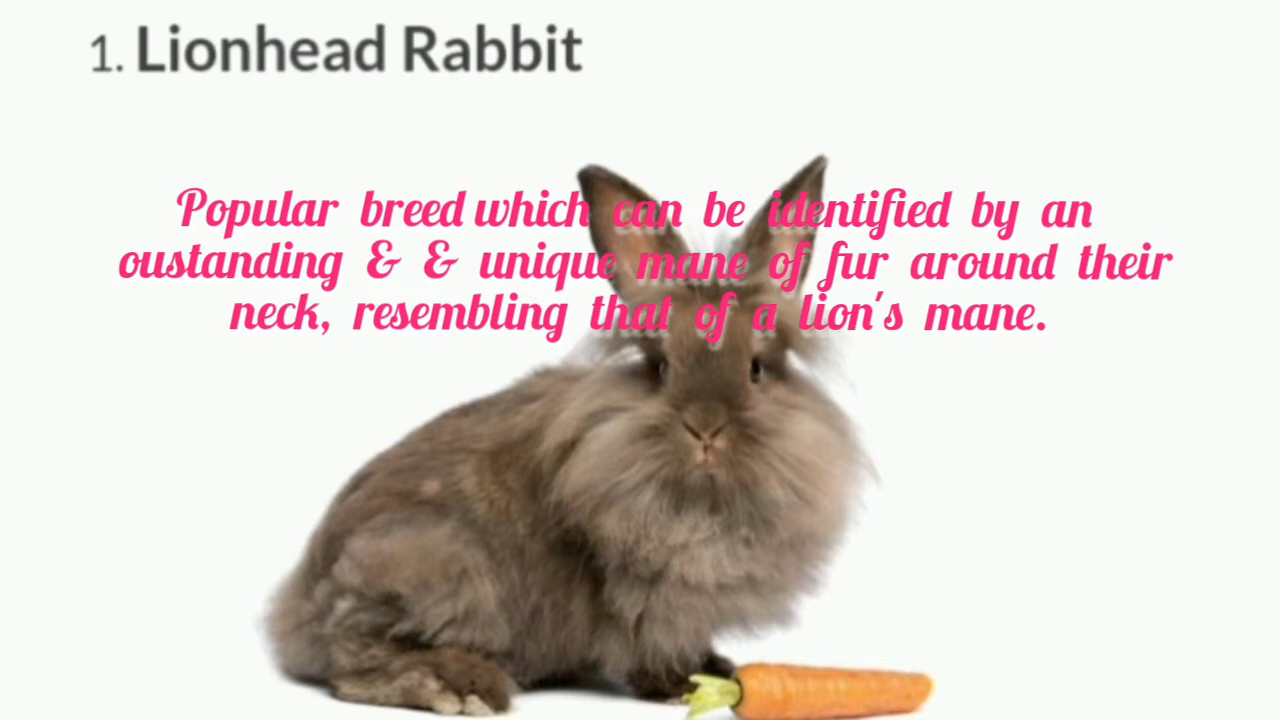 1. Lionhead Rabbit
Popular breed which can be identified by an
oustanding & & unique mane of fur around their
neck, resembling that of a lion's mane.